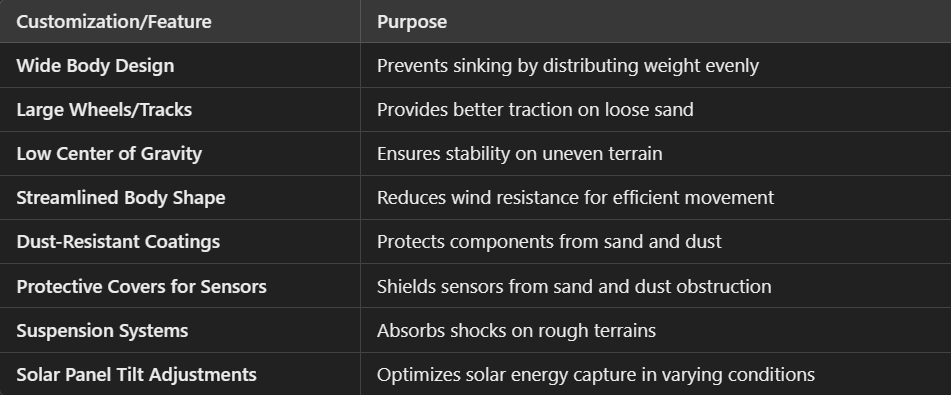 Customization/Feature Purpose
Wide Body Design Prevents sinking by distributing weight evenly
Large Wheels/Tracks Provides better traction on loose sand
Low Center of Gravity Ensures stability on uneven terrain
Streamlined Body Shape Reduces wind resistance for efficient movement
Dust-Resistant Coatings Protects components from sand and dust
Protective Covers for Sensors Shields sensors from sand and dust obstruction
Suspension Systems Absorbs shocks on rough terrains
Solar Panel Tilt Adjustments Optimizes solar energy capture in varying conditions